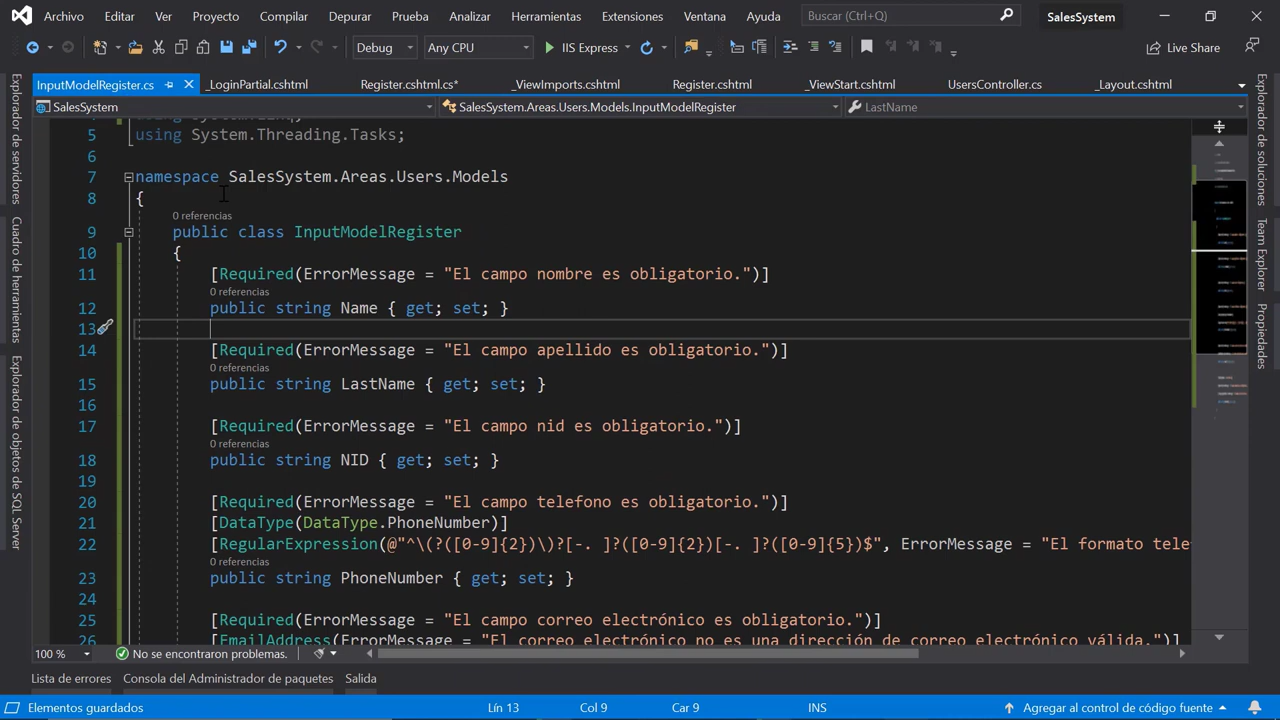 Archivo Editar Ver Proyecto Compilar Depurar Prueba Analizar Herramientas Extensiones Ventana Ayuda Buscar (Ctrl+Q) SalesSystem
Debug Any CPU IIS Express Live Share
InputModelRegister.cs _LoginPartial.cshtml Register.cshtml.cs* _ViewImports.cshtml Register.cshtml _ViewStart.cshtml UsersController.cs _Layout.cshtml
SalesSystem SalesSystem.Areas.Users.Models.InputModelRegister LastName
Explorador de servidores
Cuadro de herramientas
Explorador de objetos de SQL Server
5 using System.Threading.Tasks;
6
7 namespace SalesSystem.Areas.Users.Models
8 {
0 referencias
9 public class InputModelRegister
10 {
11 [Required(ErrorMessage = "El campo nombre es obligatorio.")]
0 referencias
12 public string Name { get; set; }
13
14 [Required(ErrorMessage = "El campo apellido es obligatorio.")]
0 referencias
15 public string LastName { get; set; }
16
17 [Required(ErrorMessage = "El campo nid es obligatorio.")]
0 referencias
18 public string NID { get; set; }
19
20 [Required(ErrorMessage = "El campo telefono es obligatorio.")]
21 [DataType(DataType.PhoneNumber)]
22 [RegularExpression(@"^\(?([0-9]{2})\)?[-. ]?([0-9]{2})[-. ]?([0-9]{5})$", ErrorMessage = "El formato tele
0 referencias
23 public string PhoneNumber { get; set; }
24
25 [Required(ErrorMessage = "El campo correo electrónico es obligatorio.")]
26 [EmailAddress(ErrorMessage = "El correo electrónico no es una dirección de correo electrónico válida.")]
Explorador de soluciones
Team Explorer
Propiedades
100 % No se encontraron problemas.
Lista de errores Consola del Administrador de paquetes Salida
Elementos guardados Lín 13 Col 9 Car 9 INS Agregar al control de código fuente